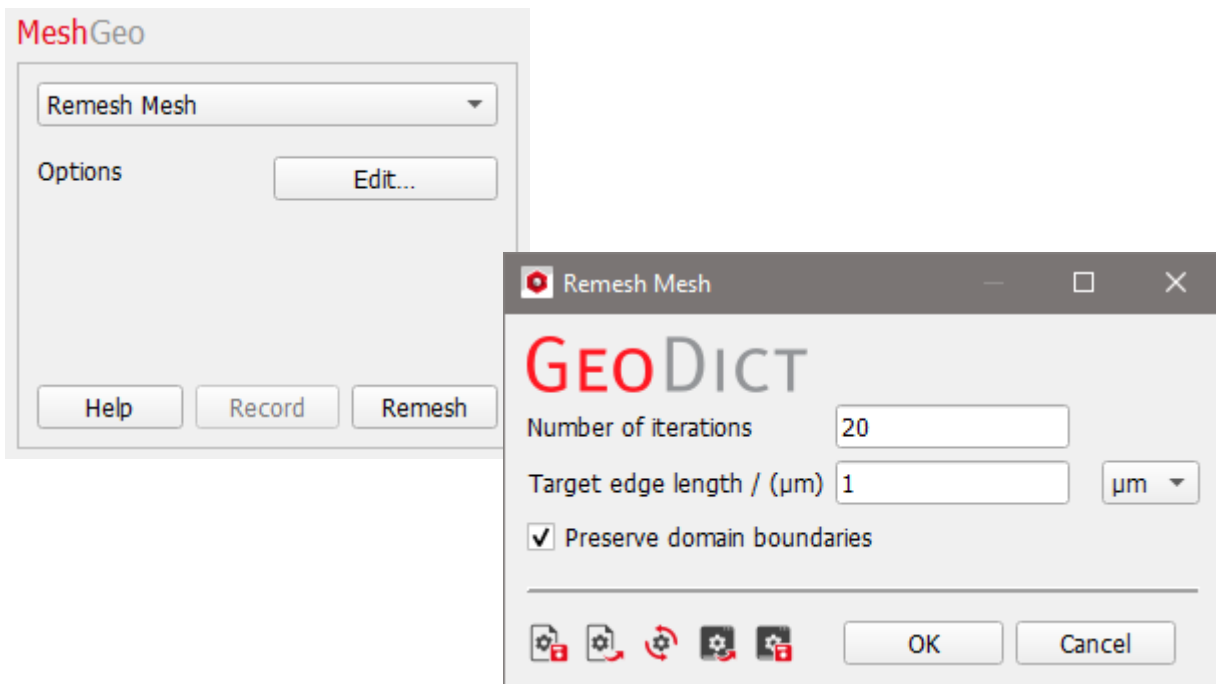 MeshGeo
Remesh Mesh
Options
Edit...
Help
Record
Remesh
Remesh Mesh
GEODICT
Number of iterations
20
Target edge length / (µm)
1
µm
Preserve domain boundaries
OK
Cancel